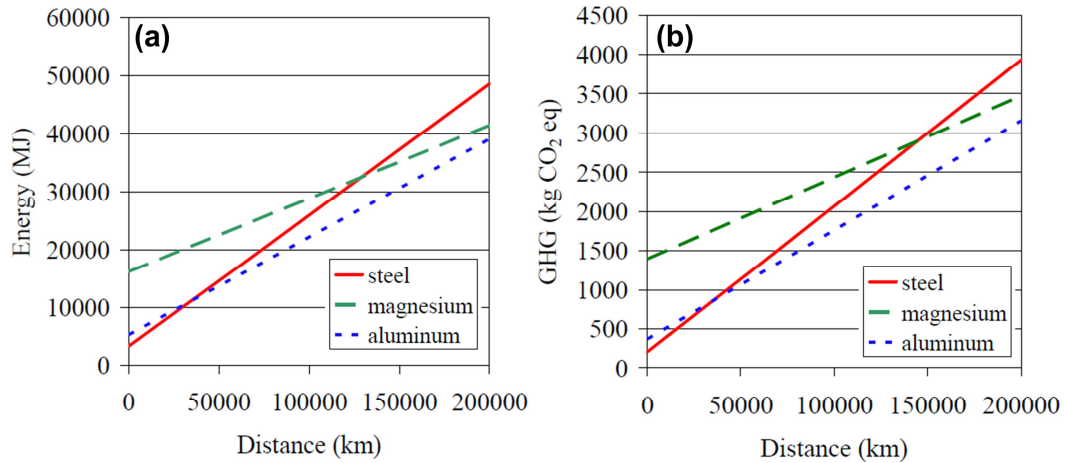 (a)
60000
50000
40000
30000
20000
10000
0
Energy (MJ)
steel
magnesium
aluminum
0 50000 100000 150000 200000
Distance (km)
(b)
4500
4000
3500
3000
2500
2000
1500
1000
500
0
GHG (kg CO₂ eq)
steel
magnesium
aluminum
0 50000 100000 150000 200000
Distance (km)